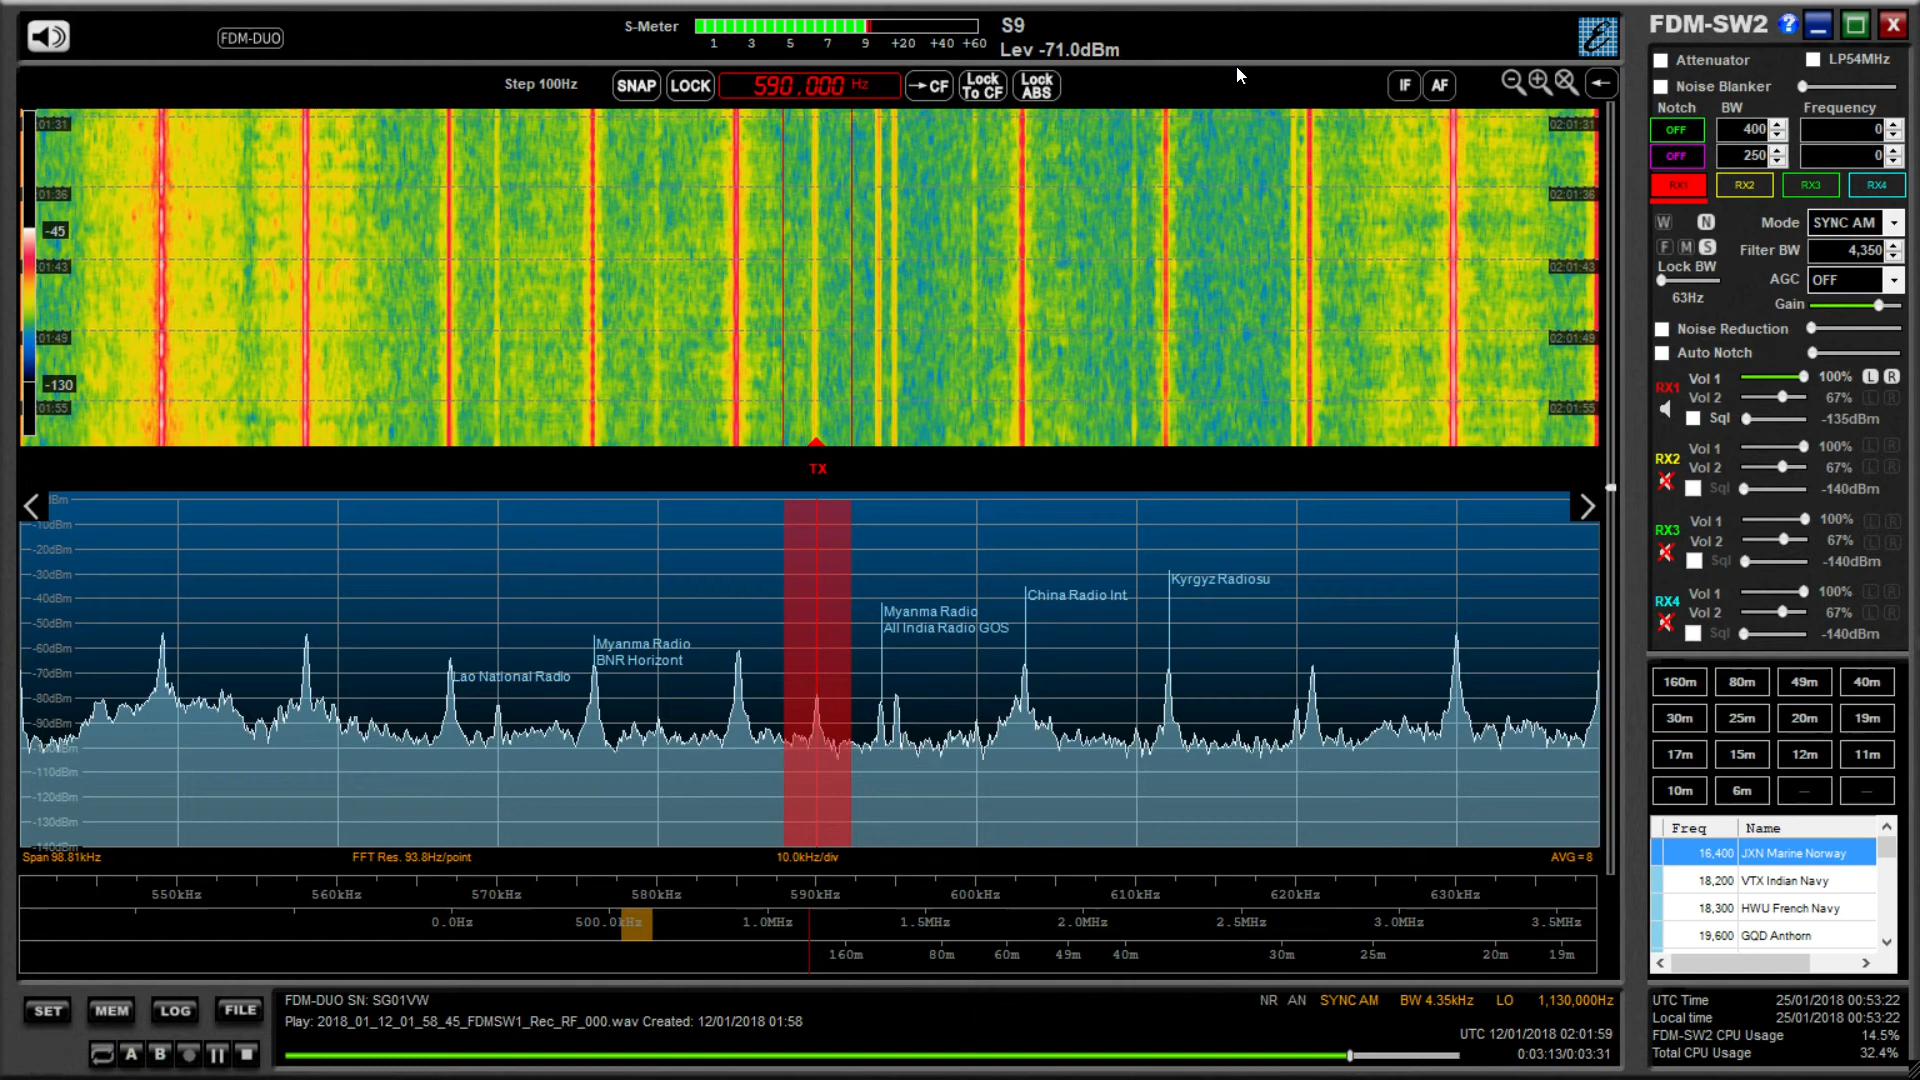 FDM-DUO
S-Meter
1 3 5 7 9 +20 +40 +60
S9
Lev -71.0dBm
FDM-SW2 ?
Step 100Hz
SNAP
LOCK
590.000 Hz
→CF
Lock To CF
Lock ABS
IF
AF
Attenuator
LP54MHz
Noise Blanker
Notch BW Frequency
OFF 400 0
OFF 250 0
RX1 RX2 RX3 RX4
W N Mode SYNC AM
F M S Filter BW 4,350
Lock BW
AGC OFF
63Hz
Gain
Noise Reduction
Auto Notch
RX1 Vol 1 100% L R
Vol 2 67% L R
Sql -135dBm
RX2 Vol 1 100% L R
Vol 2 67% L R
Sql -140dBm
RX3 Vol 1 100% L R
Vol 2 67% L R
Sql -140dBm
RX4 Vol 1 100% L R
Vol 2 67% L R
Sql -140dBm
:01:31 02:01:31
:01:36 02:01:36
-45
:01:43 02:01:43
:01:49 02:01:49
-130
:01:55 02:01:55
TX
dBm
-10dBm
-20dBm
-30dBm
-40dBm
-50dBm
-60dBm
-70dBm
-80dBm
-90dBm
-110dBm
-120dBm
-130dBm
-140dBm
Lao National Radio
Myanma Radio
BNR Horizont
Myanma Radio
All India Radio GOS
China Radio Int.
Kyrgyz Radiosu
Span 98.81kHz
FFT Res. 93.8Hz/point
10.0kHz/div
AVG=8
550kHz 560kHz 570kHz 580kHz 590kHz 600kHz 610kHz 620kHz 630kHz
0.0Hz 500.0kHz 1.0MHz 1.5MHz 2.0MHz 2.5MHz 3.0MHz 3.5MHz
160m 80m 60m 49m 40m 30m 25m 20m 19m
160m 80m 49m 40m
30m 25m 20m 19m
17m 15m 12m 11m
10m 6m — —
Freq Name
16,400 JXN Marine Norway
18,200 VTX Indian Navy
18,300 HWU French Navy
19,600 GQD Anthorn
SET MEM LOG FILE
A B
FDM-DUO SN: SG01VW
NR AN SYNC AM BW 4.35kHz LO 1,130,000Hz
Play: 2018_01_12_01_58_45_FDMSW1_Rec_RF_000.wav Created: 12/01/2018 01:58
UTC 12/01/2018 02:01:59
0:03:13/0:03:31
UTC Time 25/01/2018 00:53:22
Local time 25/01/2018 00:53:22
FDM-SW2 CPU Usage 14.5%
Total CPU Usage 32.4%